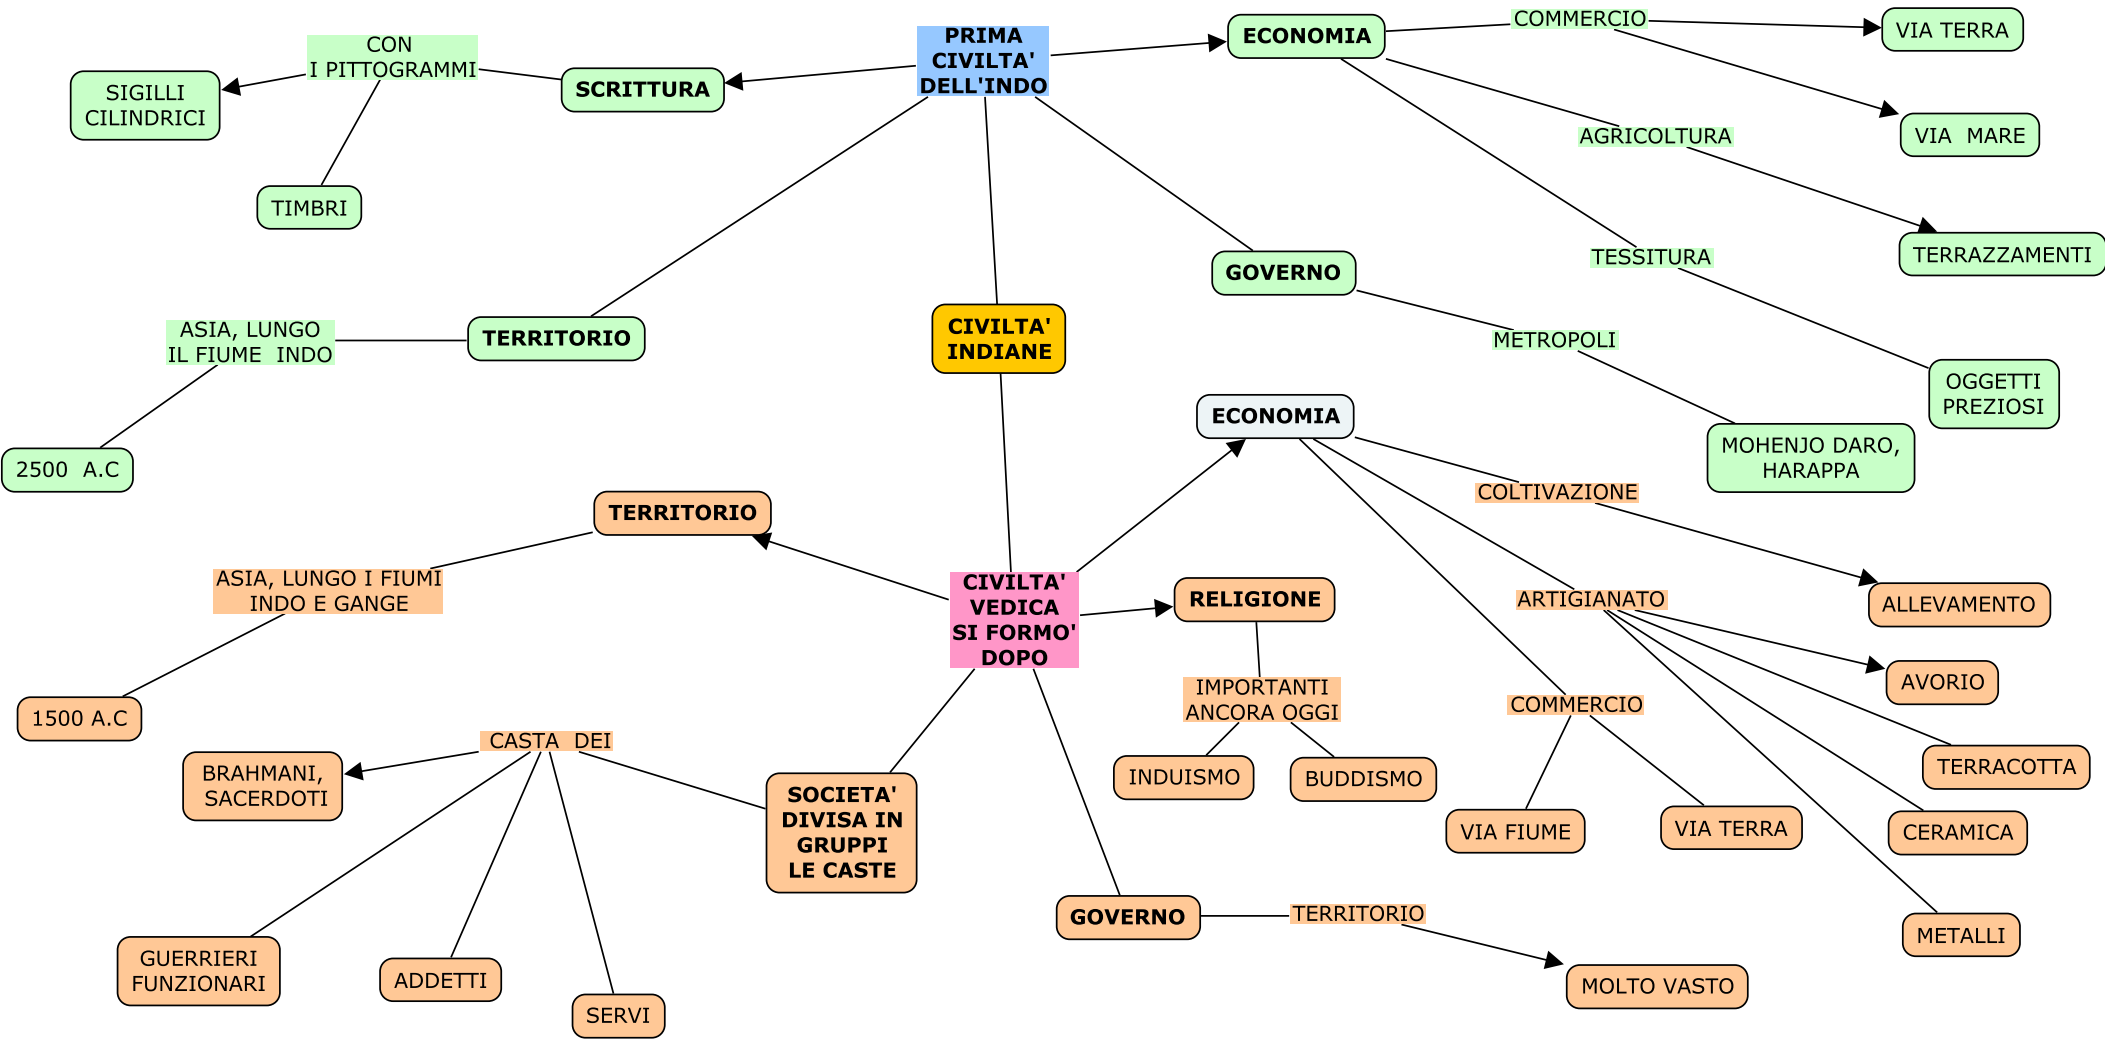 PRIMA
CIVILTA'
DELL'INDO
SCRITTURA
CON
I PITTOGRAMMI
SIGILLI
CILINDRICI
TIMBRI
ECONOMIA
COMMERCIO
VIA TERRA
VIA  MARE
AGRICOLTURA
TERRAZZAMENTI
TESSITURA
OGGETTI
PREZIOSI
GOVERNO
METROPOLI
MOHENJO DARO,
HARAPPA
TERRITORIO
ASIA, LUNGO
IL FIUME  INDO
2500  A.C
CIVILTA'
INDIANE
CIVILTA'
VEDICA
SI FORMO'
DOPO
TERRITORIO
ASIA, LUNGO I FIUMI
INDO E GANGE
1500 A.C
ECONOMIA
COLTIVAZIONE
ALLEVAMENTO
ARTIGIANATO
AVORIO
TERRACOTTA
CERAMICA
METALLI
COMMERCIO
VIA FIUME
VIA TERRA
RELIGIONE
IMPORTANTI
ANCORA OGGI
INDUISMO
BUDDISMO
SOCIETA'
DIVISA IN
GRUPPI
LE CASTE
CASTA  DEI
BRAHMANI,
SACERDOTI
GUERRIERI
FUNZIONARI
ADDETTI
SERVI
GOVERNO
TERRITORIO
MOLTO VASTO